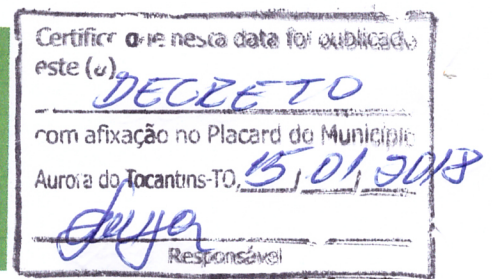 Certifico que nesta data foi publicado
este (a)
DECRETO
com afixação no Placard do Município
Aurora do Tocantins-TO, 15, 01, 2018
Responsável